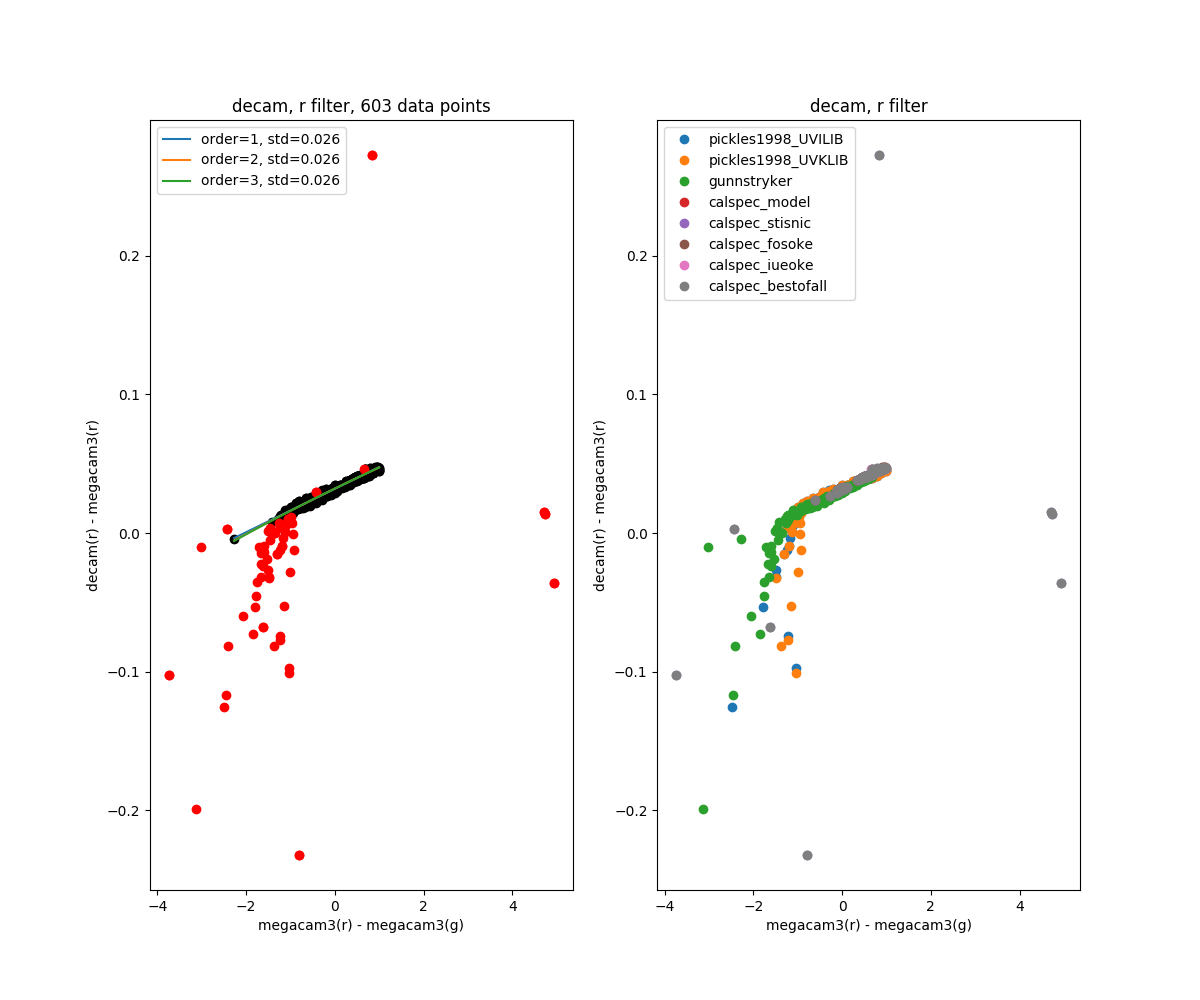 decam, r filter, 603 data points
order=1, std=0.026
order=2, std=0.026
order=3, std=0.026
0.2
0.1
0.0
−0.1
−0.2
decam(r) - megacam3(r)
−4
−2
0
2
4
megacam3(r) - megacam3(g)
decam, r filter
pickles1998_UVILIB
pickles1998_UVKLIB
gunnstryker
calspec_model
calspec_stisnic
calspec_fosoke
calspec_iueoke
calspec_bestofall
0.2
0.1
0.0
−0.1
−0.2
decam(r) - megacam3(r)
−4
−2
0
2
4
megacam3(r) - megacam3(g)